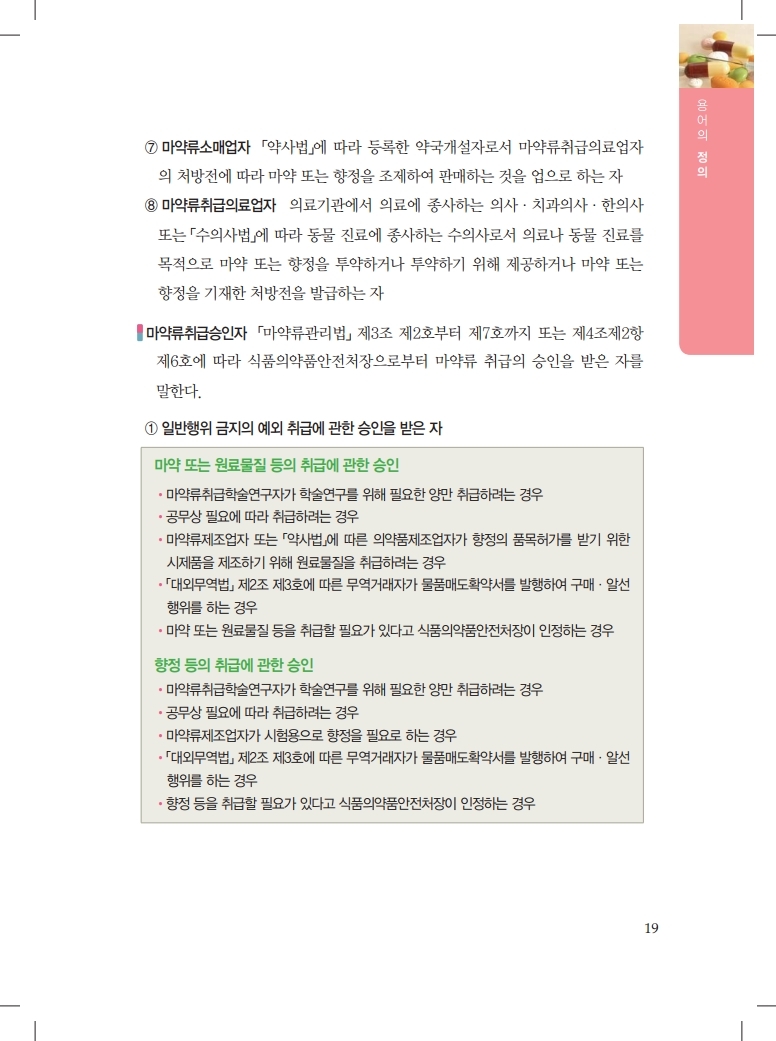 용어의 정의
⑦ 마약류소매업자 「약사법」에 따라 등록한 약국개설자로서 마약류취급의료업자
의 처방전에 따라 마약 또는 향정을 조제하여 판매하는 것을 업으로 하는 자
⑧ 마약류취급의료업자 의료기관에서 의료에 종사하는 의사 · 치과의사 · 한의사
또는 「수의사법」에 따라 동물 진료에 종사하는 수의사로서 의료나 동물 진료를
목적으로 마약 또는 향정을 투약하거나 투약하기 위해 제공하거나 마약 또는
향정을 기재한 처방전을 발급하는 자
마약류취급승인자 「마약류관리법」 제3조 제2호부터 제7호까지 또는 제4조제2항
제6호에 따라 식품의약품안전처장으로부터 마약류 취급의 승인을 받은 자를
말한다.
① 일반행위 금지의 예외 취급에 관한 승인을 받은 자
마약 또는 원료물질 등의 취급에 관한 승인
• 마약류취급학술연구자가 학술연구를 위해 필요한 양만 취급하려는 경우
• 공무상 필요에 따라 취급하려는 경우
• 마약류제조업자 또는 「약사법」에 따른 의약품제조업자가 향정의 품목허가를 받기 위한
시제품을 제조하기 위해 원료물질을 취급하려는 경우
• 「대외무역법」 제2조 제3호에 따른 무역거래자가 물품매도확약서를 발행하여 구매 · 알선
행위를 하는 경우
• 마약 또는 원료물질 등을 취급할 필요가 있다고 식품의약품안전처장이 인정하는 경우
향정 등의 취급에 관한 승인
• 마약류취급학술연구자가 학술연구를 위해 필요한 양만 취급하려는 경우
• 공무상 필요에 따라 취급하려는 경우
• 마약류제조업자가 시험용으로 향정을 필요로 하는 경우
• 「대외무역법」 제2조 제3호에 따른 무역거래자가 물품매도확약서를 발행하여 구매 · 알선
행위를 하는 경우
• 향정 등을 취급할 필요가 있다고 식품의약품안전처장이 인정하는 경우
19